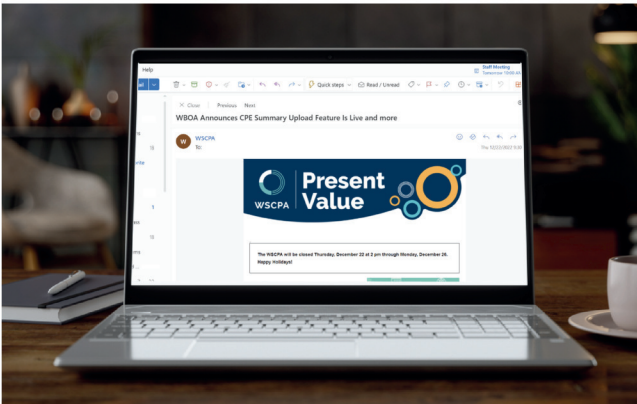 Help
Staff Meeting
Quick steps
Read / Unread
Close
Previous
Next
WBOA Announces CPE Summary Upload Feature Is Live and more
W
WSCPA
To:
WSCPA
Present
Value
The WSCPA will be closed Thursday, December 22 at 2 pm through Monday, December 26.
Happy Holidays!